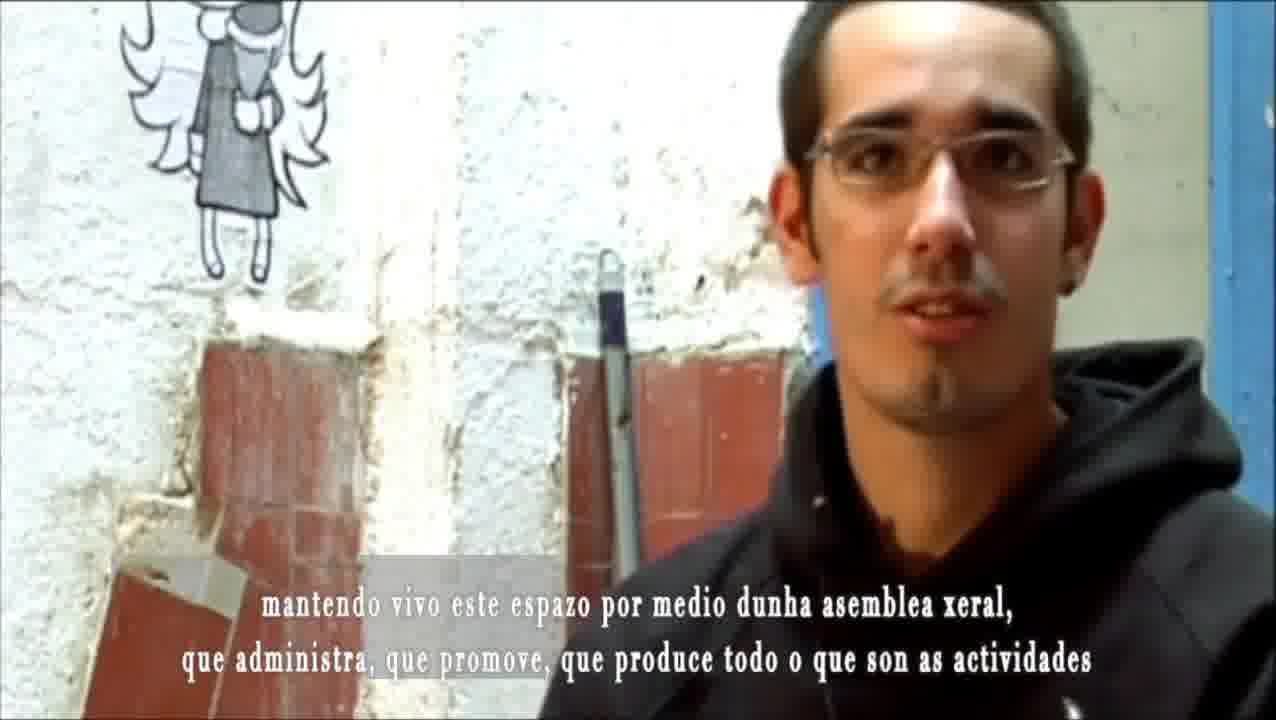 mantendo vivo este espazo por medio dunha asemblea xeral,
que administra, que promove, que produce todo o que son as actividades